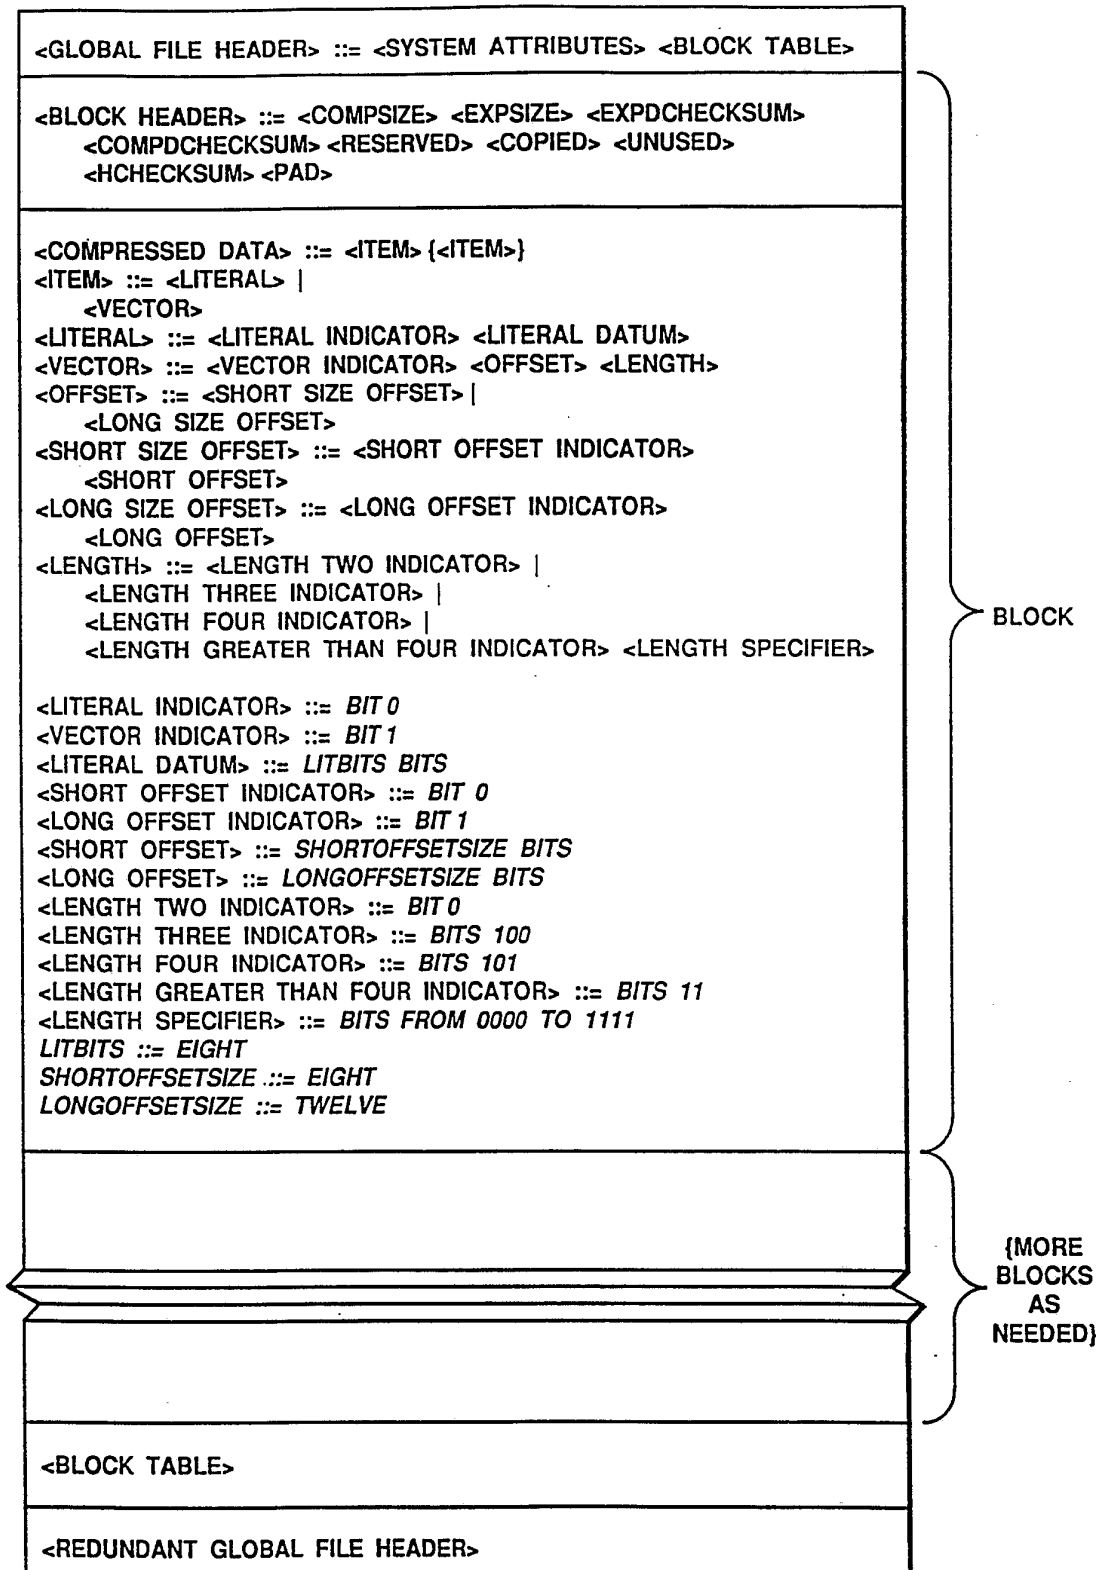 <GLOBAL FILE HEADER> ::= <SYSTEM ATTRIBUTES> <BLOCK TABLE>
<BLOCK HEADER> ::= <COMPSIZE> <EXPSIZE> <EXPDCHECKSUM>
<COMPDCHECKSUM> <RESERVED> <COPIED> <UNUSED>
<HCHECKSUM> <PAD>
<COMPRESSED DATA> ::= <ITEM> {<ITEM>}
<ITEM> ::= <LITERAL> |
<VECTOR>
<LITERAL> ::= <LITERAL INDICATOR> <LITERAL DATUM>
<VECTOR> ::= <VECTOR INDICATOR> <OFFSET> <LENGTH>
<OFFSET> ::= <SHORT SIZE OFFSET> |
<LONG SIZE OFFSET>
<SHORT SIZE OFFSET> ::= <SHORT OFFSET INDICATOR>
<SHORT OFFSET>
<LONG SIZE OFFSET> ::= <LONG OFFSET INDICATOR>
<LONG OFFSET>
<LENGTH> ::= <LENGTH TWO INDICATOR> |
<LENGTH THREE INDICATOR> |
<LENGTH FOUR INDICATOR> |
<LENGTH GREATER THAN FOUR INDICATOR> <LENGTH SPECIFIER>
<LITERAL INDICATOR> ::= BIT 0
<VECTOR INDICATOR> ::= BIT 1
<LITERAL DATUM> ::= LITBITS BITS
<SHORT OFFSET INDICATOR> ::= BIT 0
<LONG OFFSET INDICATOR> ::= BIT 1
<SHORT OFFSET> ::= SHORTOFFSETSIZE BITS
<LONG OFFSET> ::= LONGOFFSETSIZE BITS
<LENGTH TWO INDICATOR> ::= BIT 0
<LENGTH THREE INDICATOR> ::= BITS 100
<LENGTH FOUR INDICATOR> ::= BITS 101
<LENGTH GREATER THAN FOUR INDICATOR> ::= BITS 11
<LENGTH SPECIFIER> ::= BITS FROM 0000 TO 1111
LITBITS ::= EIGHT
SHORTOFFSETSIZE ::= EIGHT
LONGOFFSETSIZE ::= TWELVE
BLOCK
{MORE
BLOCKS
AS
NEEDED}
<BLOCK TABLE>
<REDUNDANT GLOBAL FILE HEADER>